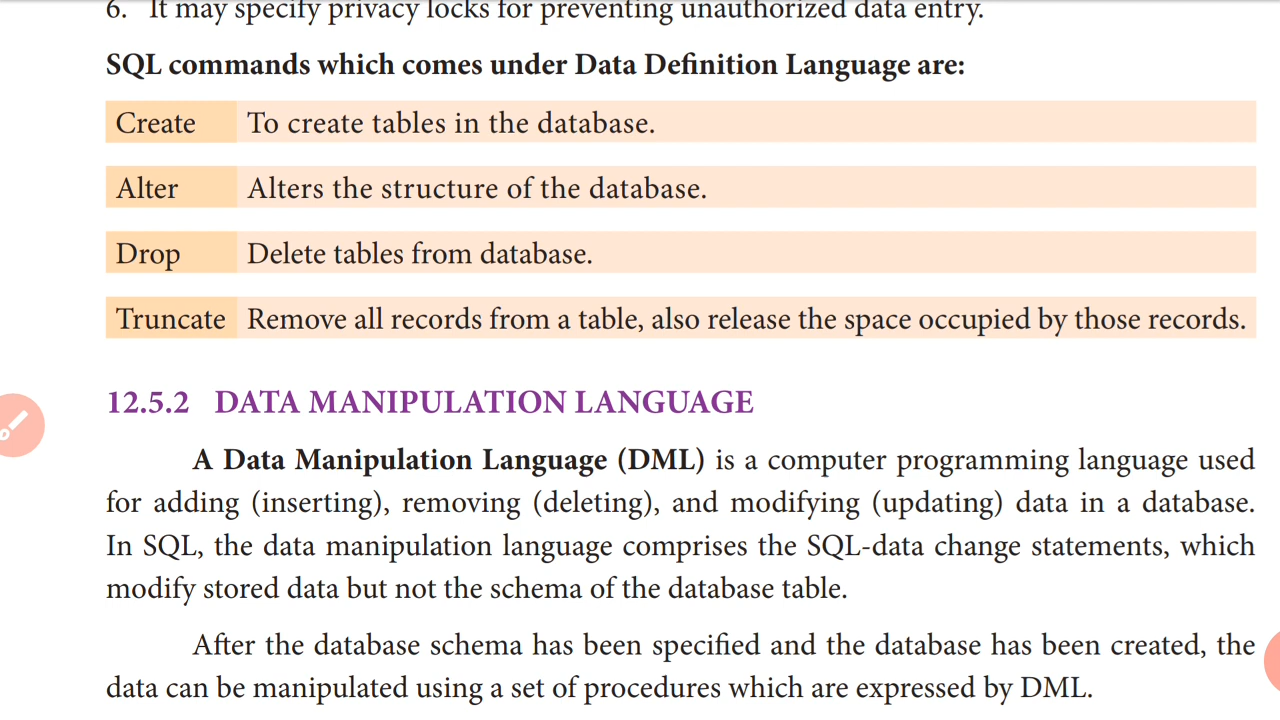 6. It may specify privacy locks for preventing unauthorized data entry.
SQL commands which comes under Data Definition Language are:
Create To create tables in the database.
Alter Alters the structure of the database.
Drop Delete tables from database.
Truncate Remove all records from a table, also release the space occupied by those records.
12.5.2 DATA MANIPULATION LANGUAGE
A Data Manipulation Language (DML) is a computer programming language used
for adding (inserting), removing (deleting), and modifying (updating) data in a database.
In SQL, the data manipulation language comprises the SQL-data change statements, which
modify stored data but not the schema of the database table.
After the database schema has been specified and the database has been created, the
data can be manipulated using a set of procedures which are expressed by DML.